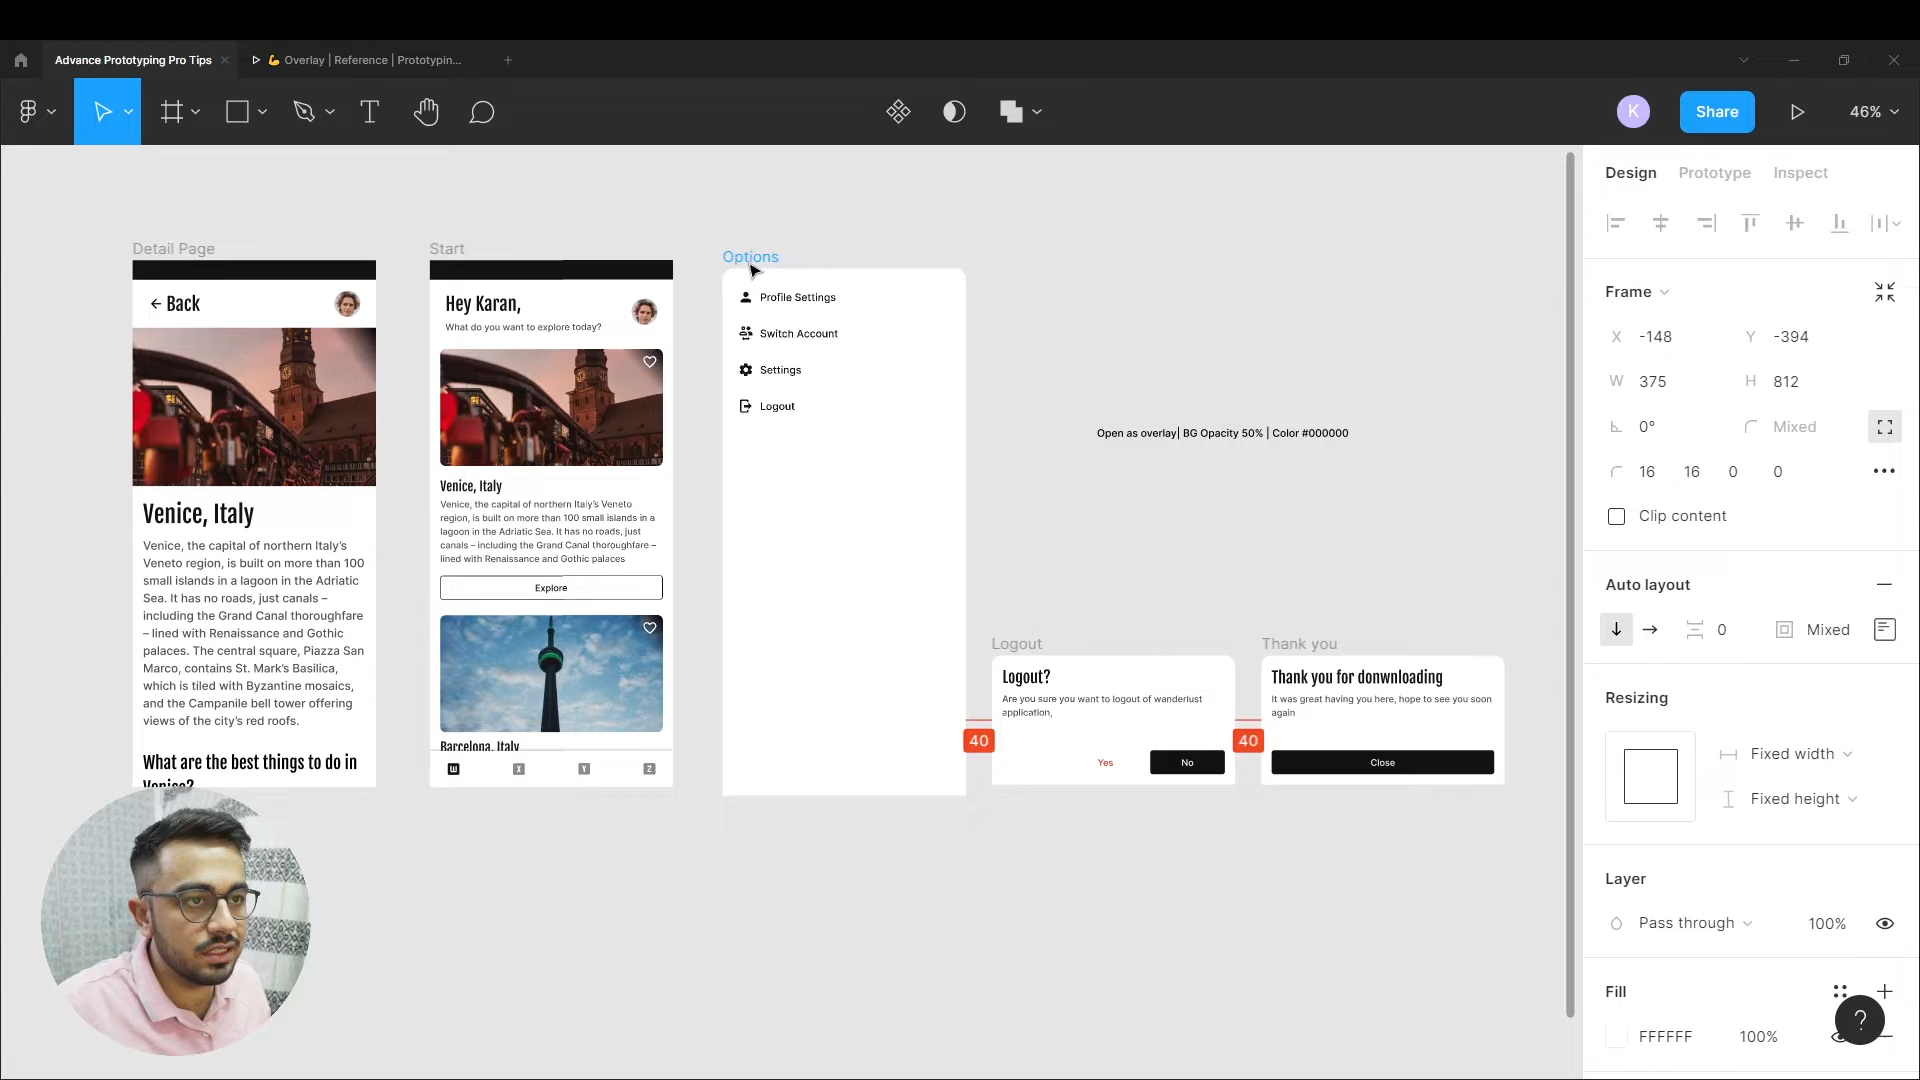 Advance Prototyping Pro Tips
Overlay | Reference | Prototypin...
K
Share
46%
Design
Prototype
Inspect
Detail Page
Back
Venice, Italy
Venice, the capital of northern Italy's
Veneto region, is built on more than 100
small islands in a lagoon in the Adriatic
Sea. It has no roads, just canals –
including the Grand Canal thoroughfare
– lined with Renaissance and Gothic
palaces. The central square, Piazza San
Marco, contains St. Mark's Basilica,
which is tiled with Byzantine mosaics,
and the Campanile bell tower offering
views of the city's red roofs.
What are the best things to do in
Venice?
Start
Hey Karan,
What do you want to explore today?
Venice, Italy
Venice, the capital of northern Italy's Veneto
region, is built on more than 100 small islands in a
lagoon in the Adriatic Sea. It has no roads, just
canals – including the Grand Canal thoroughfare –
lined with Renaissance and Gothic palaces
Explore
Barcelona, Italy
W
X
Y
Z
Options
Profile Settings
Switch Account
Settings
Logout
Open as overlay| BG Opacity 50% | Color #000000
Logout
Logout?
Are you sure you want to logout of wanderlust
application,
Yes
No
40
40
Thank you
Thank you for donwnloading
It was great having you here, hope to see you soon
again
Close
Frame
X -148
Y -394
W 375
H 812
0°
Mixed
16 16 0 0
Clip content
Auto layout
0
Mixed
Resizing
Fixed width
Fixed height
Layer
Pass through
100%
Fill
FFFFFF
100%
?